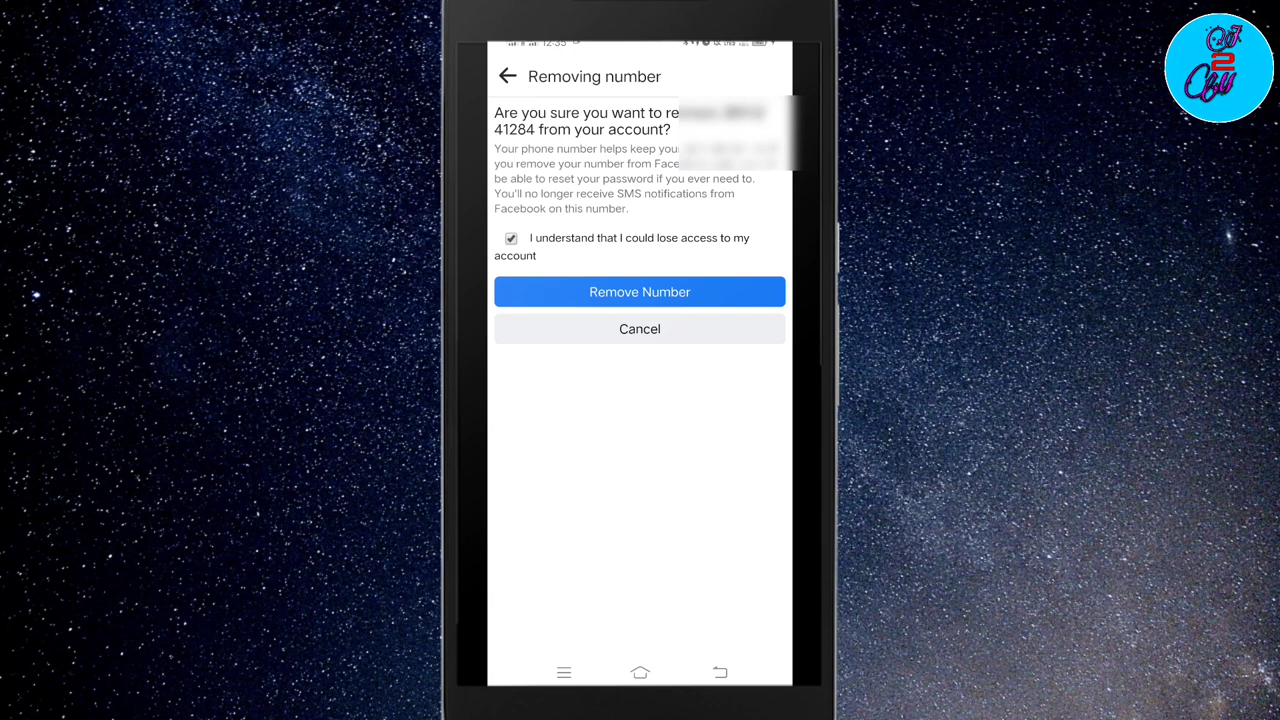 12:35
Removing number
Are you sure you want to re
41284 from your account?
Your phone number helps keep you
you remove your number from Face
be able to reset your password if you ever need to.
You'll no longer receive SMS notifications from
Facebook on this number.
I understand that I could lose access to my
account
Remove Number
Cancel